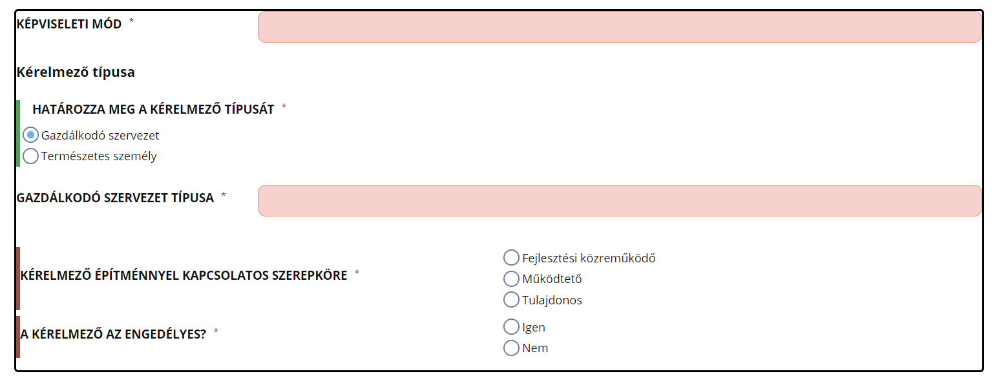 KÉPVISELETI MÓD *
Kérelmező típusa
HATÁROZZA MEG A KÉRELMEZŐ TÍPUSÁT *
Gazdálkodó szervezet
Természetes személy
GAZDÁLKODÓ SZERVEZET TÍPUSA *
KÉRELMEZŐ ÉPÍTMÉNNYEL KAPCSOLATOS SZEREPKÖRE *
Fejlesztési közreműködő
Működtető
Tulajdonos
A KÉRELMEZŐ AZ ENGEDÉLYES? *
Igen
Nem